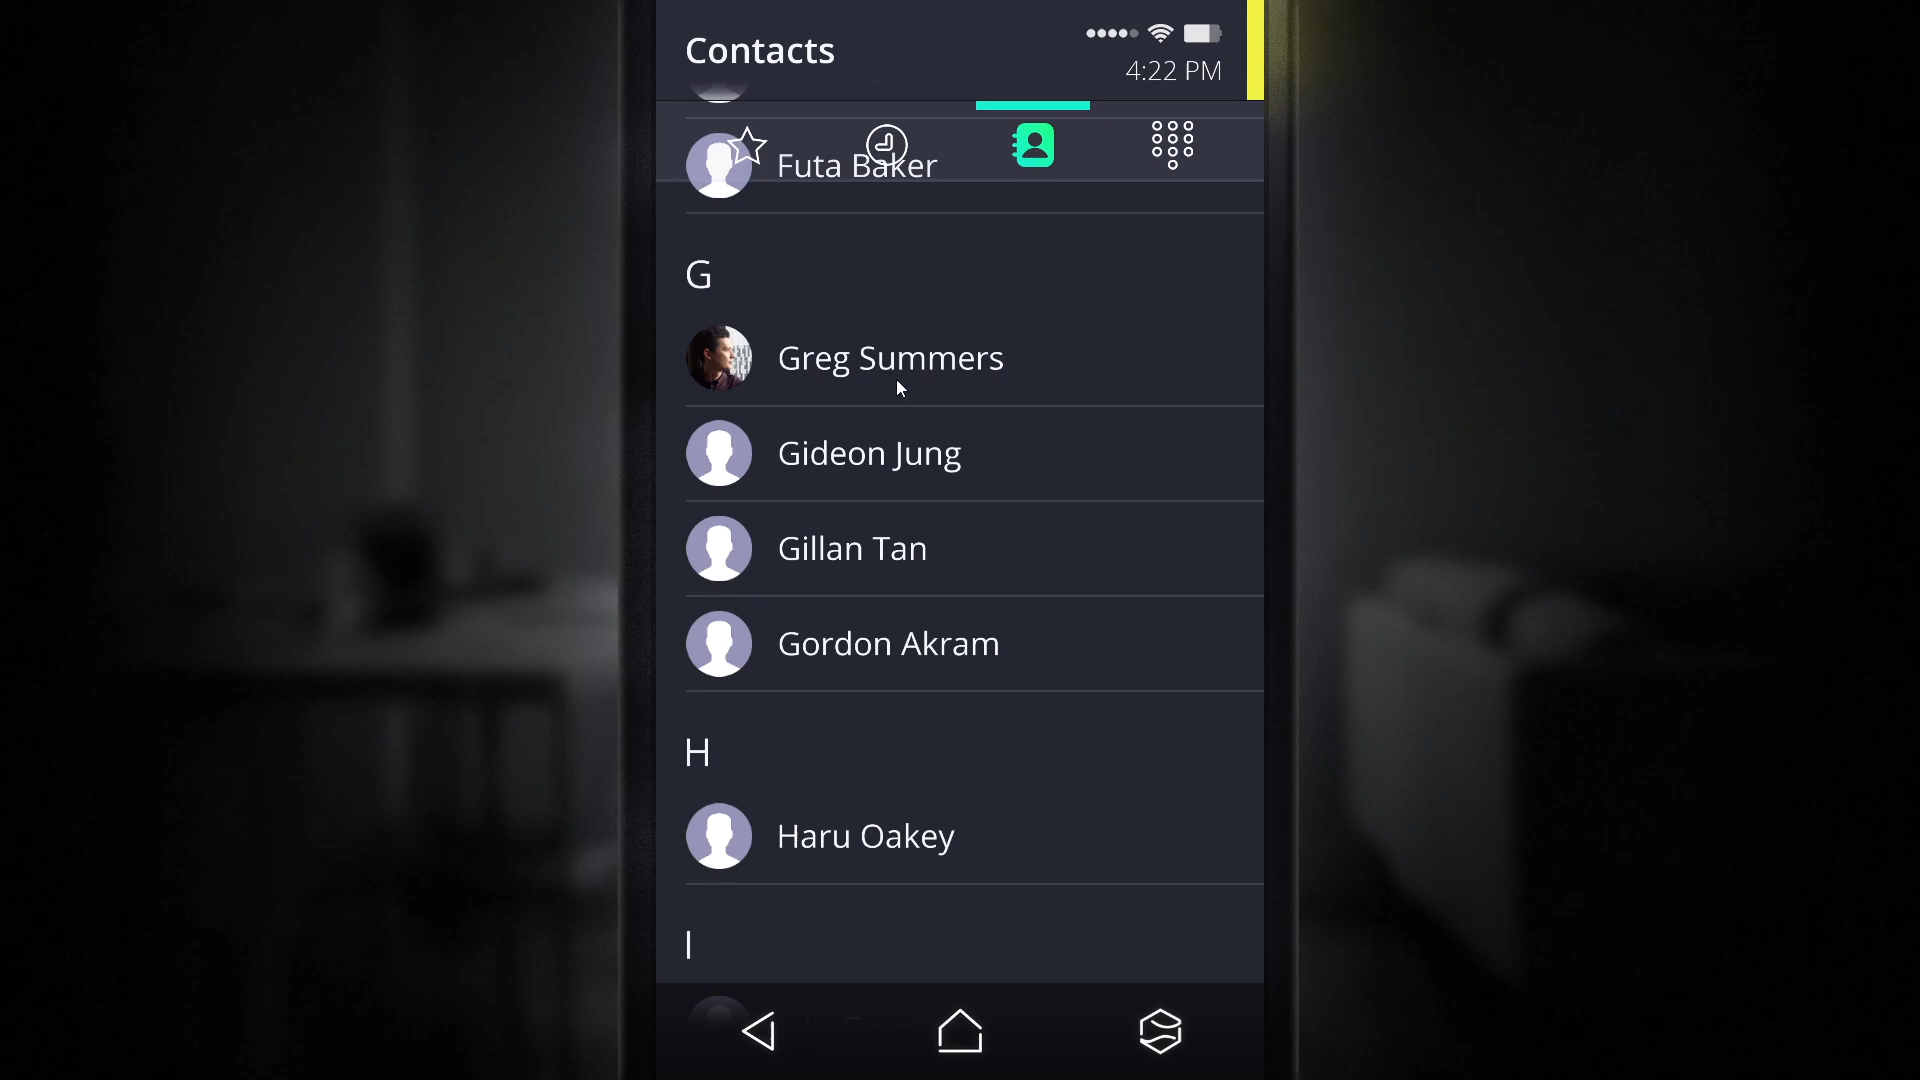 Contacts
4:22 PM
Futa Baker
G
Greg Summers
Gideon Jung
Gillan Tan
Gordon Akram
H
Haru Oakey
I